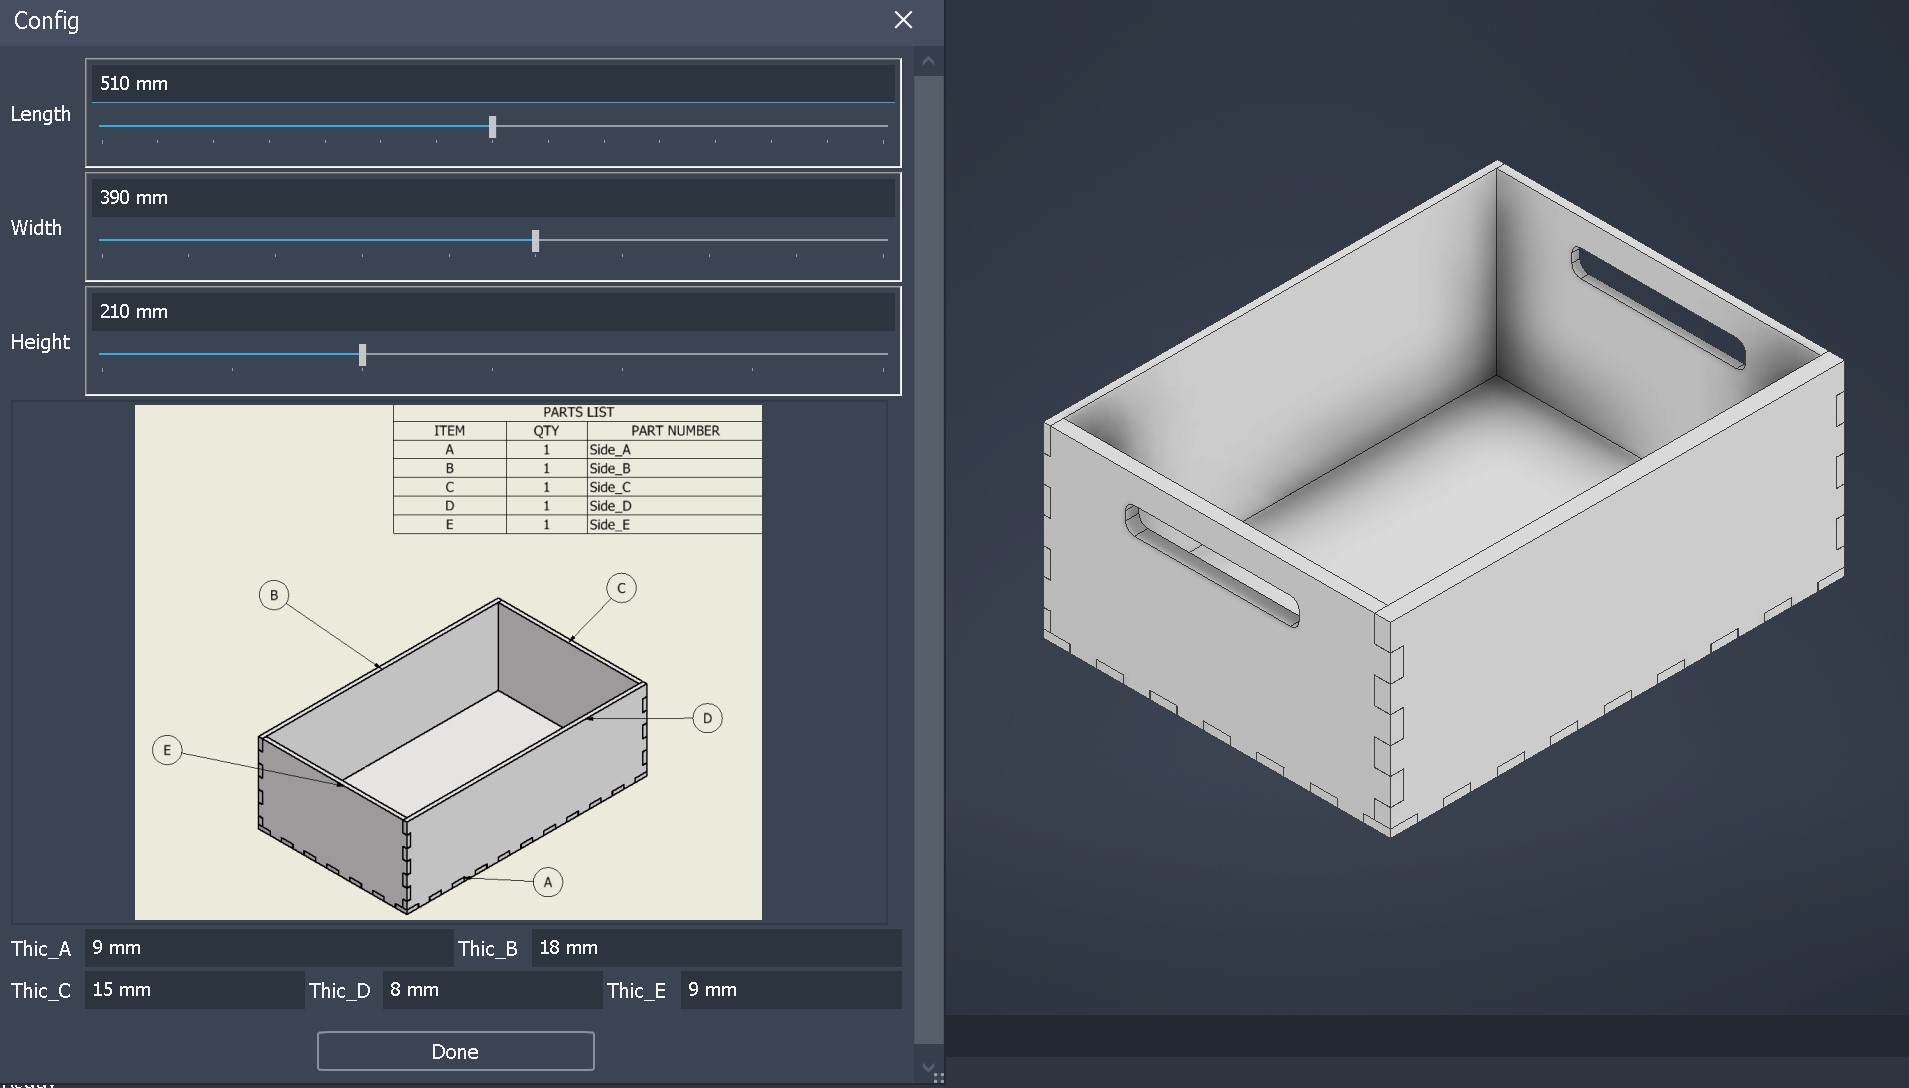 Config
Length
510 mm
Width
390 mm
Height
210 mm
PARTS LIST
ITEM QTY PART NUMBER
A 1 Side_A
B 1 Side_B
C 1 Side_C
D 1 Side_D
E 1 Side_E
B
C
D
E
A
Thic_A 9 mm Thic_B 18 mm
Thic_C 15 mm Thic_D 8 mm Thic_E 9 mm
Done